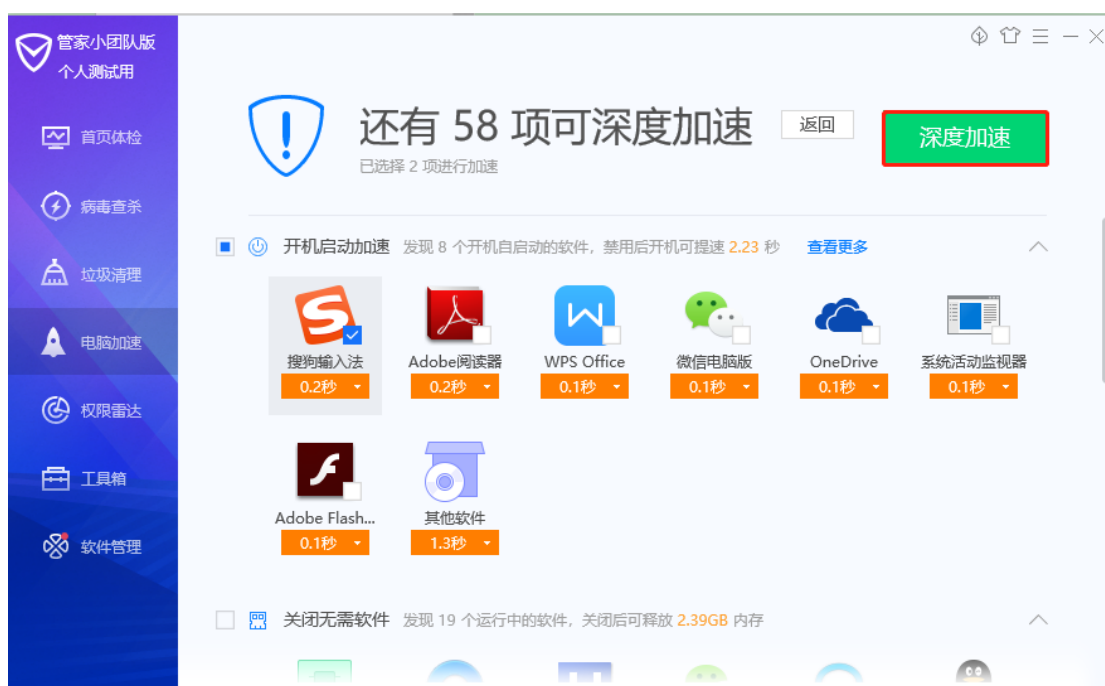 管家小团队版
个人测试用
首页体检
病毒查杀
垃圾清理
电脑加速
权限雷达
工具箱
软件管理
还有 58 项可深度加速
返回
深度加速
已选择 2 项进行加速
开机启动加速 发现 8 个开机自启动的软件，禁用后开机可提速 2.23 秒 查看更多
搜狗输入法 Adobe阅读器 WPS Office 微信电脑版 OneDrive 系统活动监视器
0.2秒 0.2秒 0.1秒 0.1秒 0.1秒 0.1秒
Adobe Flash... 其他软件
0.1秒 1.3秒
关闭无需软件 发现 19 个运行中的软件，关闭后可释放 2.39GB 内存